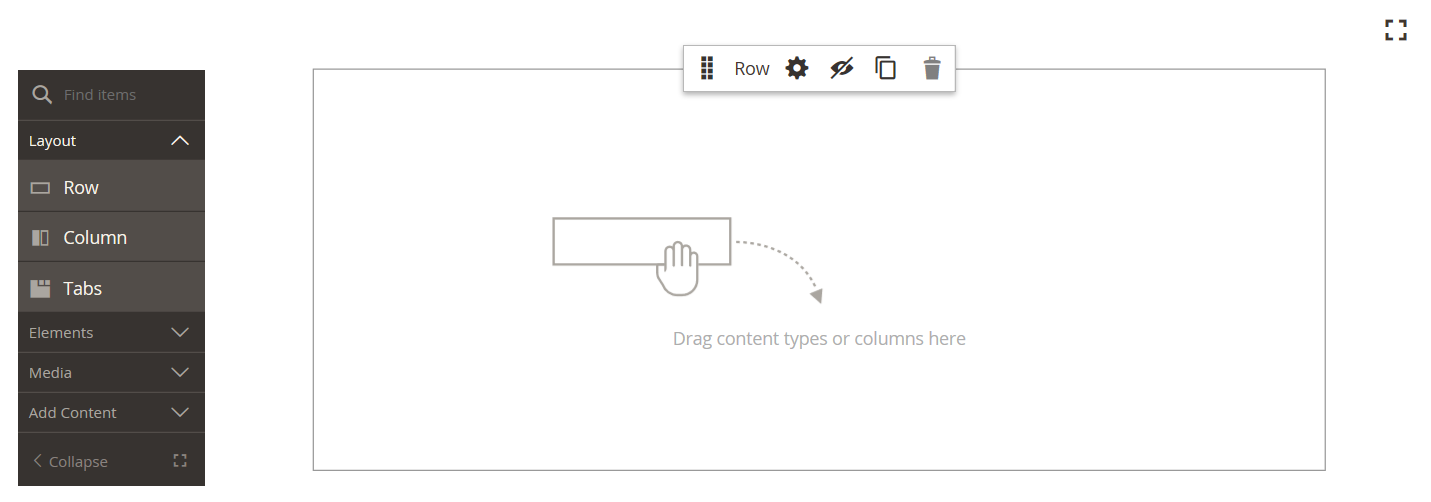 Find items
Layout
Row
Column
Tabs
Elements
Media
Add Content
Collapse
Row
Drag content types or columns here